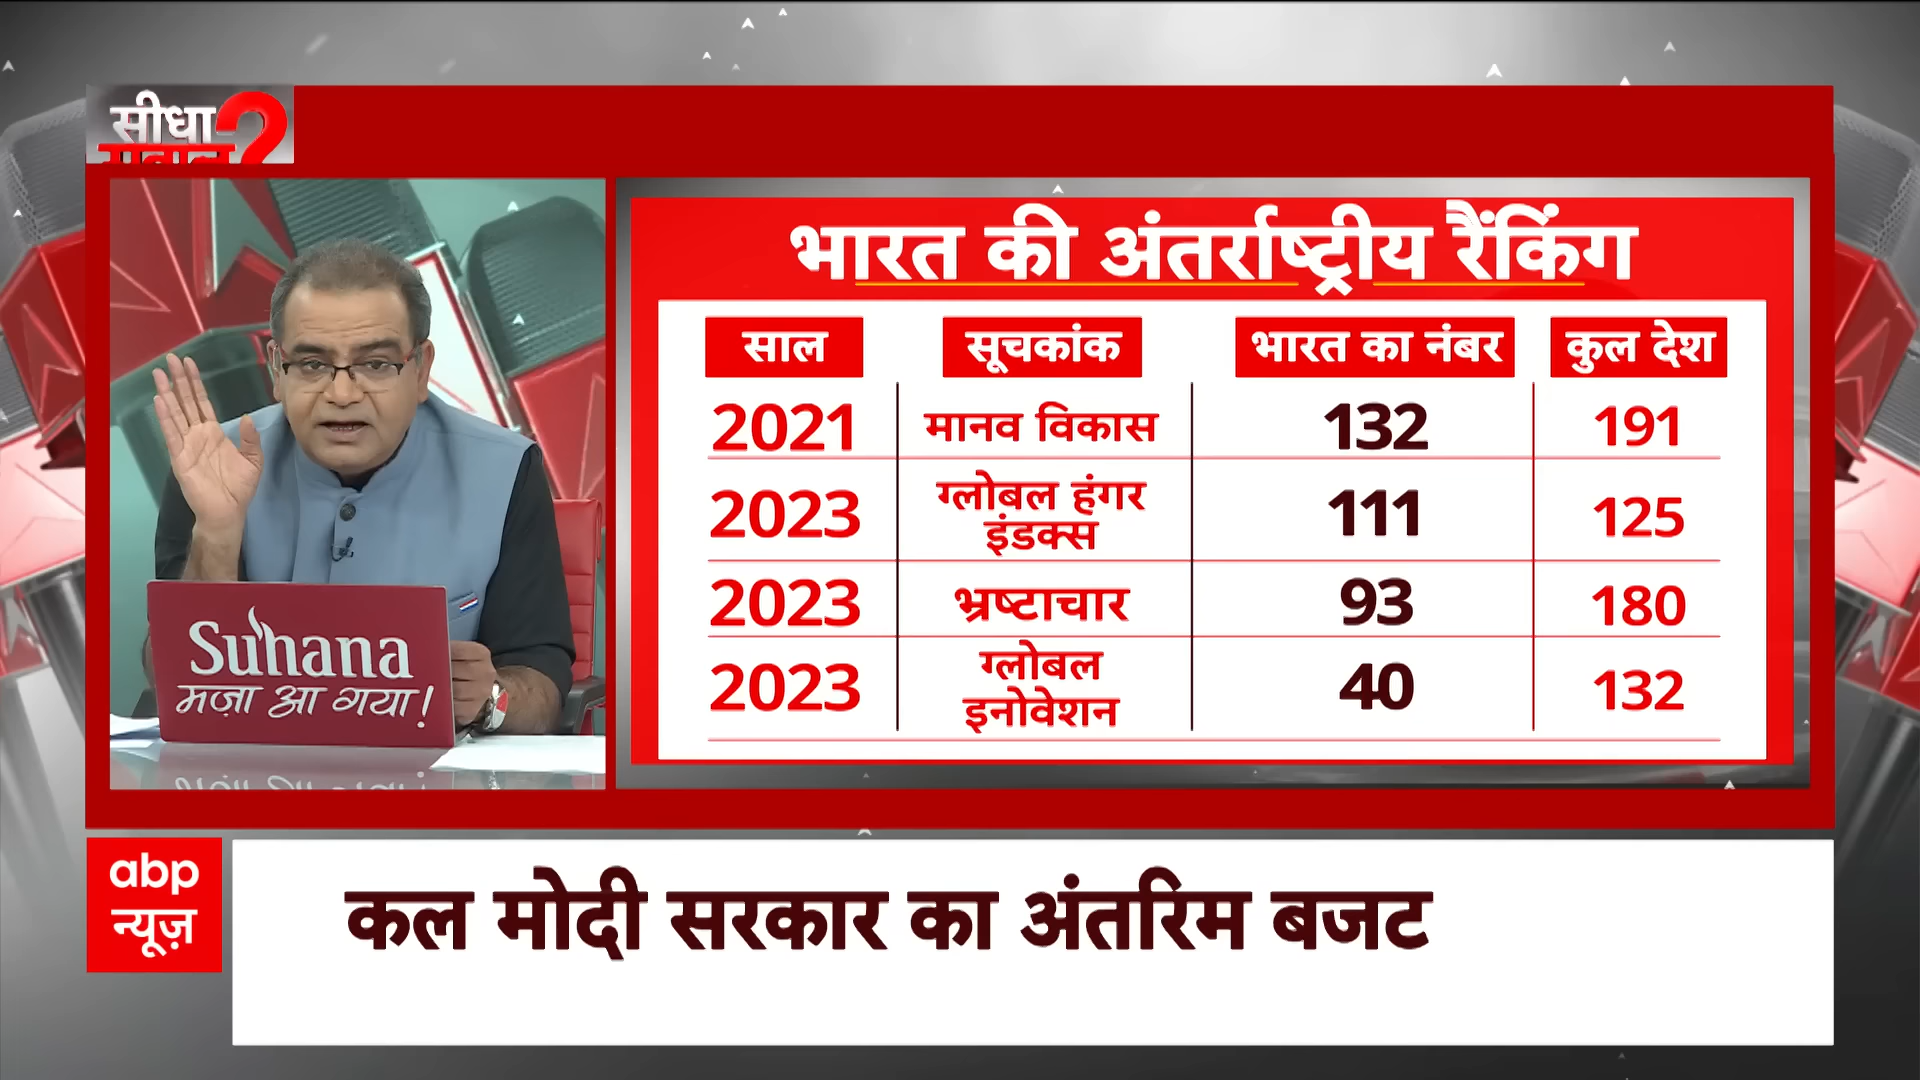 सीधा
सवाल ?
भारत की अंतर्राष्ट्रीय रैंकिंग
साल सूचकांक भारत का नंबर कुल देश
2021 मानव विकास 132 191
2023 ग्लोबल हंगर इंडक्स 111 125
2023 भ्रष्टाचार 93 180
2023 ग्लोबल इनोवेशन 40 132
Suhana
मज़ा आ गया!
abp
न्यूज़
कल मोदी सरकार का अंतरिम बजट